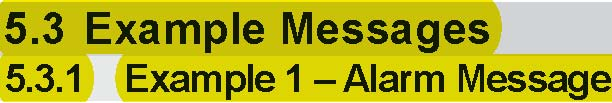 5.3 Example Messages
5.3.1 Example 1 – Alarm Message